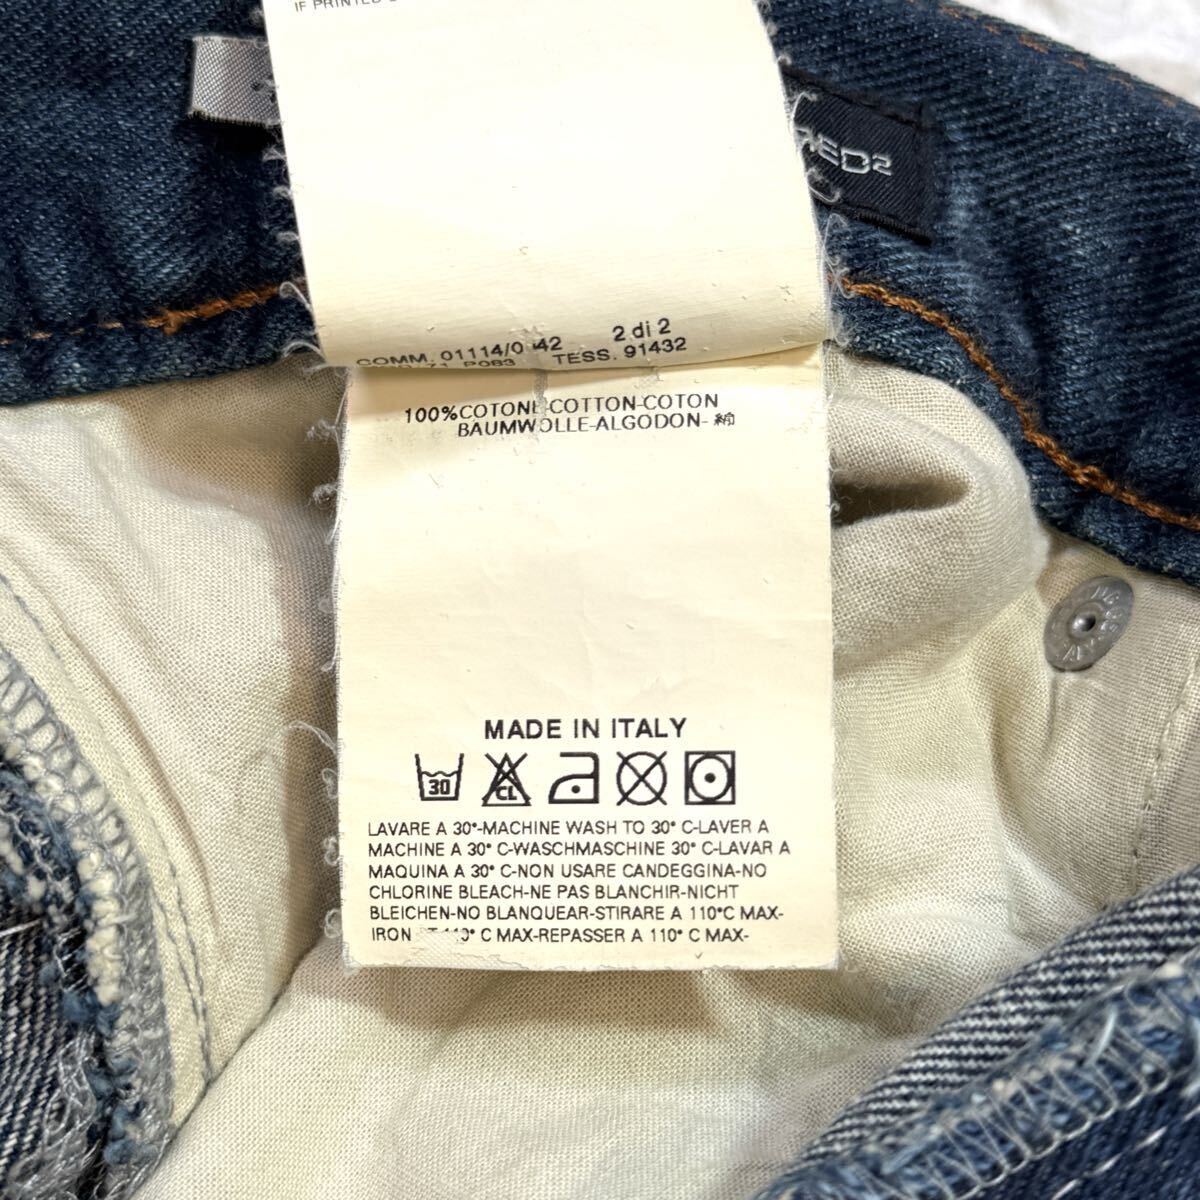 IF PRINTED
COMM. 01114/0 42 2 di 2
P083 TESS. 91432
100%COTONE-COTTON-COTON
BAUMWOLLE-ALGODON- 綿
MADE IN ITALY
30 CL
LAVARE A 30°-MACHINE WASH TO 30° C-LAVER A
MACHINE A 30° C-WASCHMASCHINE 30° C-LAVAR A
MAQUINA A 30° C-NON USARE CANDEGGINA-NO
CHLORINE BLEACH-NE PAS BLANCHIR-NICHT
BLEICHEN-NO BLANQUEAR-STIRARE A 110°C MAX-
IRON 110° C MAX-REPASSER A 110° C MAX-
RED2